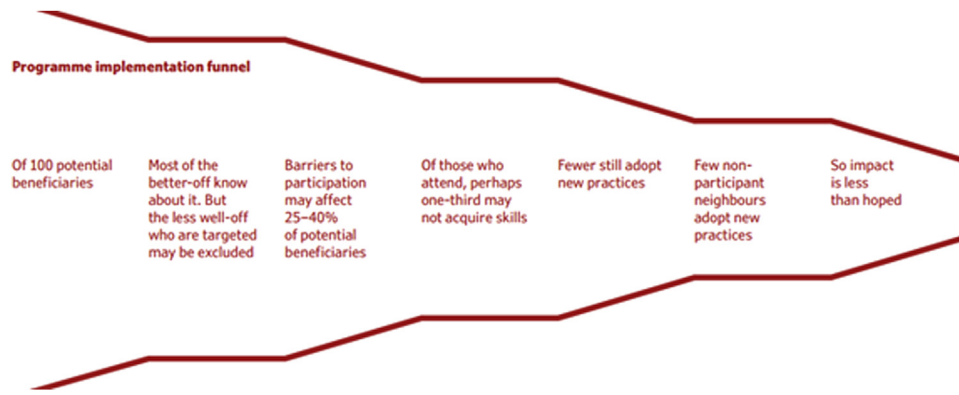 Programme implementation funnel
Of 100 potential
beneficiaries
Most of the
better-off know
about it. But
the less well-off
who are targeted
may be excluded
Barriers to
participation
may affect
25–40%
of potential
beneficiaries
Of those who
attend, perhaps
one-third may
not acquire skills
Fewer still adopt
new practices
Few non-
participant
neighbours
adopt new
practices
So impact
is less
than hoped